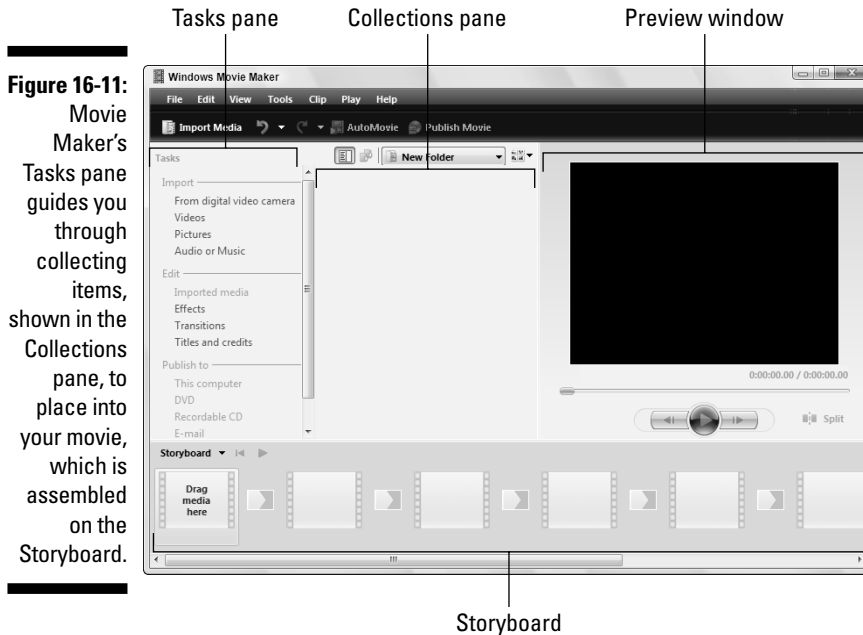 Tasks pane
Collections pane
Preview window
Figure 16-11:
Movie
Maker's
Tasks pane
guides you
through
collecting
items,
shown in the
Collections
pane, to
place into
your movie,
which is
assembled
on the
Storyboard.
Windows Movie Maker
File Edit View Tools Clip Play Help
Import Media AutoMovie Publish Movie
Tasks
New Folder
Import
From digital video camera
Videos
Pictures
Audio or Music
Edit
Imported media
Effects
Transitions
Titles and credits
Publish to
This computer
DVD
Recordable CD
E-mail
0:00:00.00 / 0:00:00.00
Split
Storyboard
Drag
media
here
Storyboard